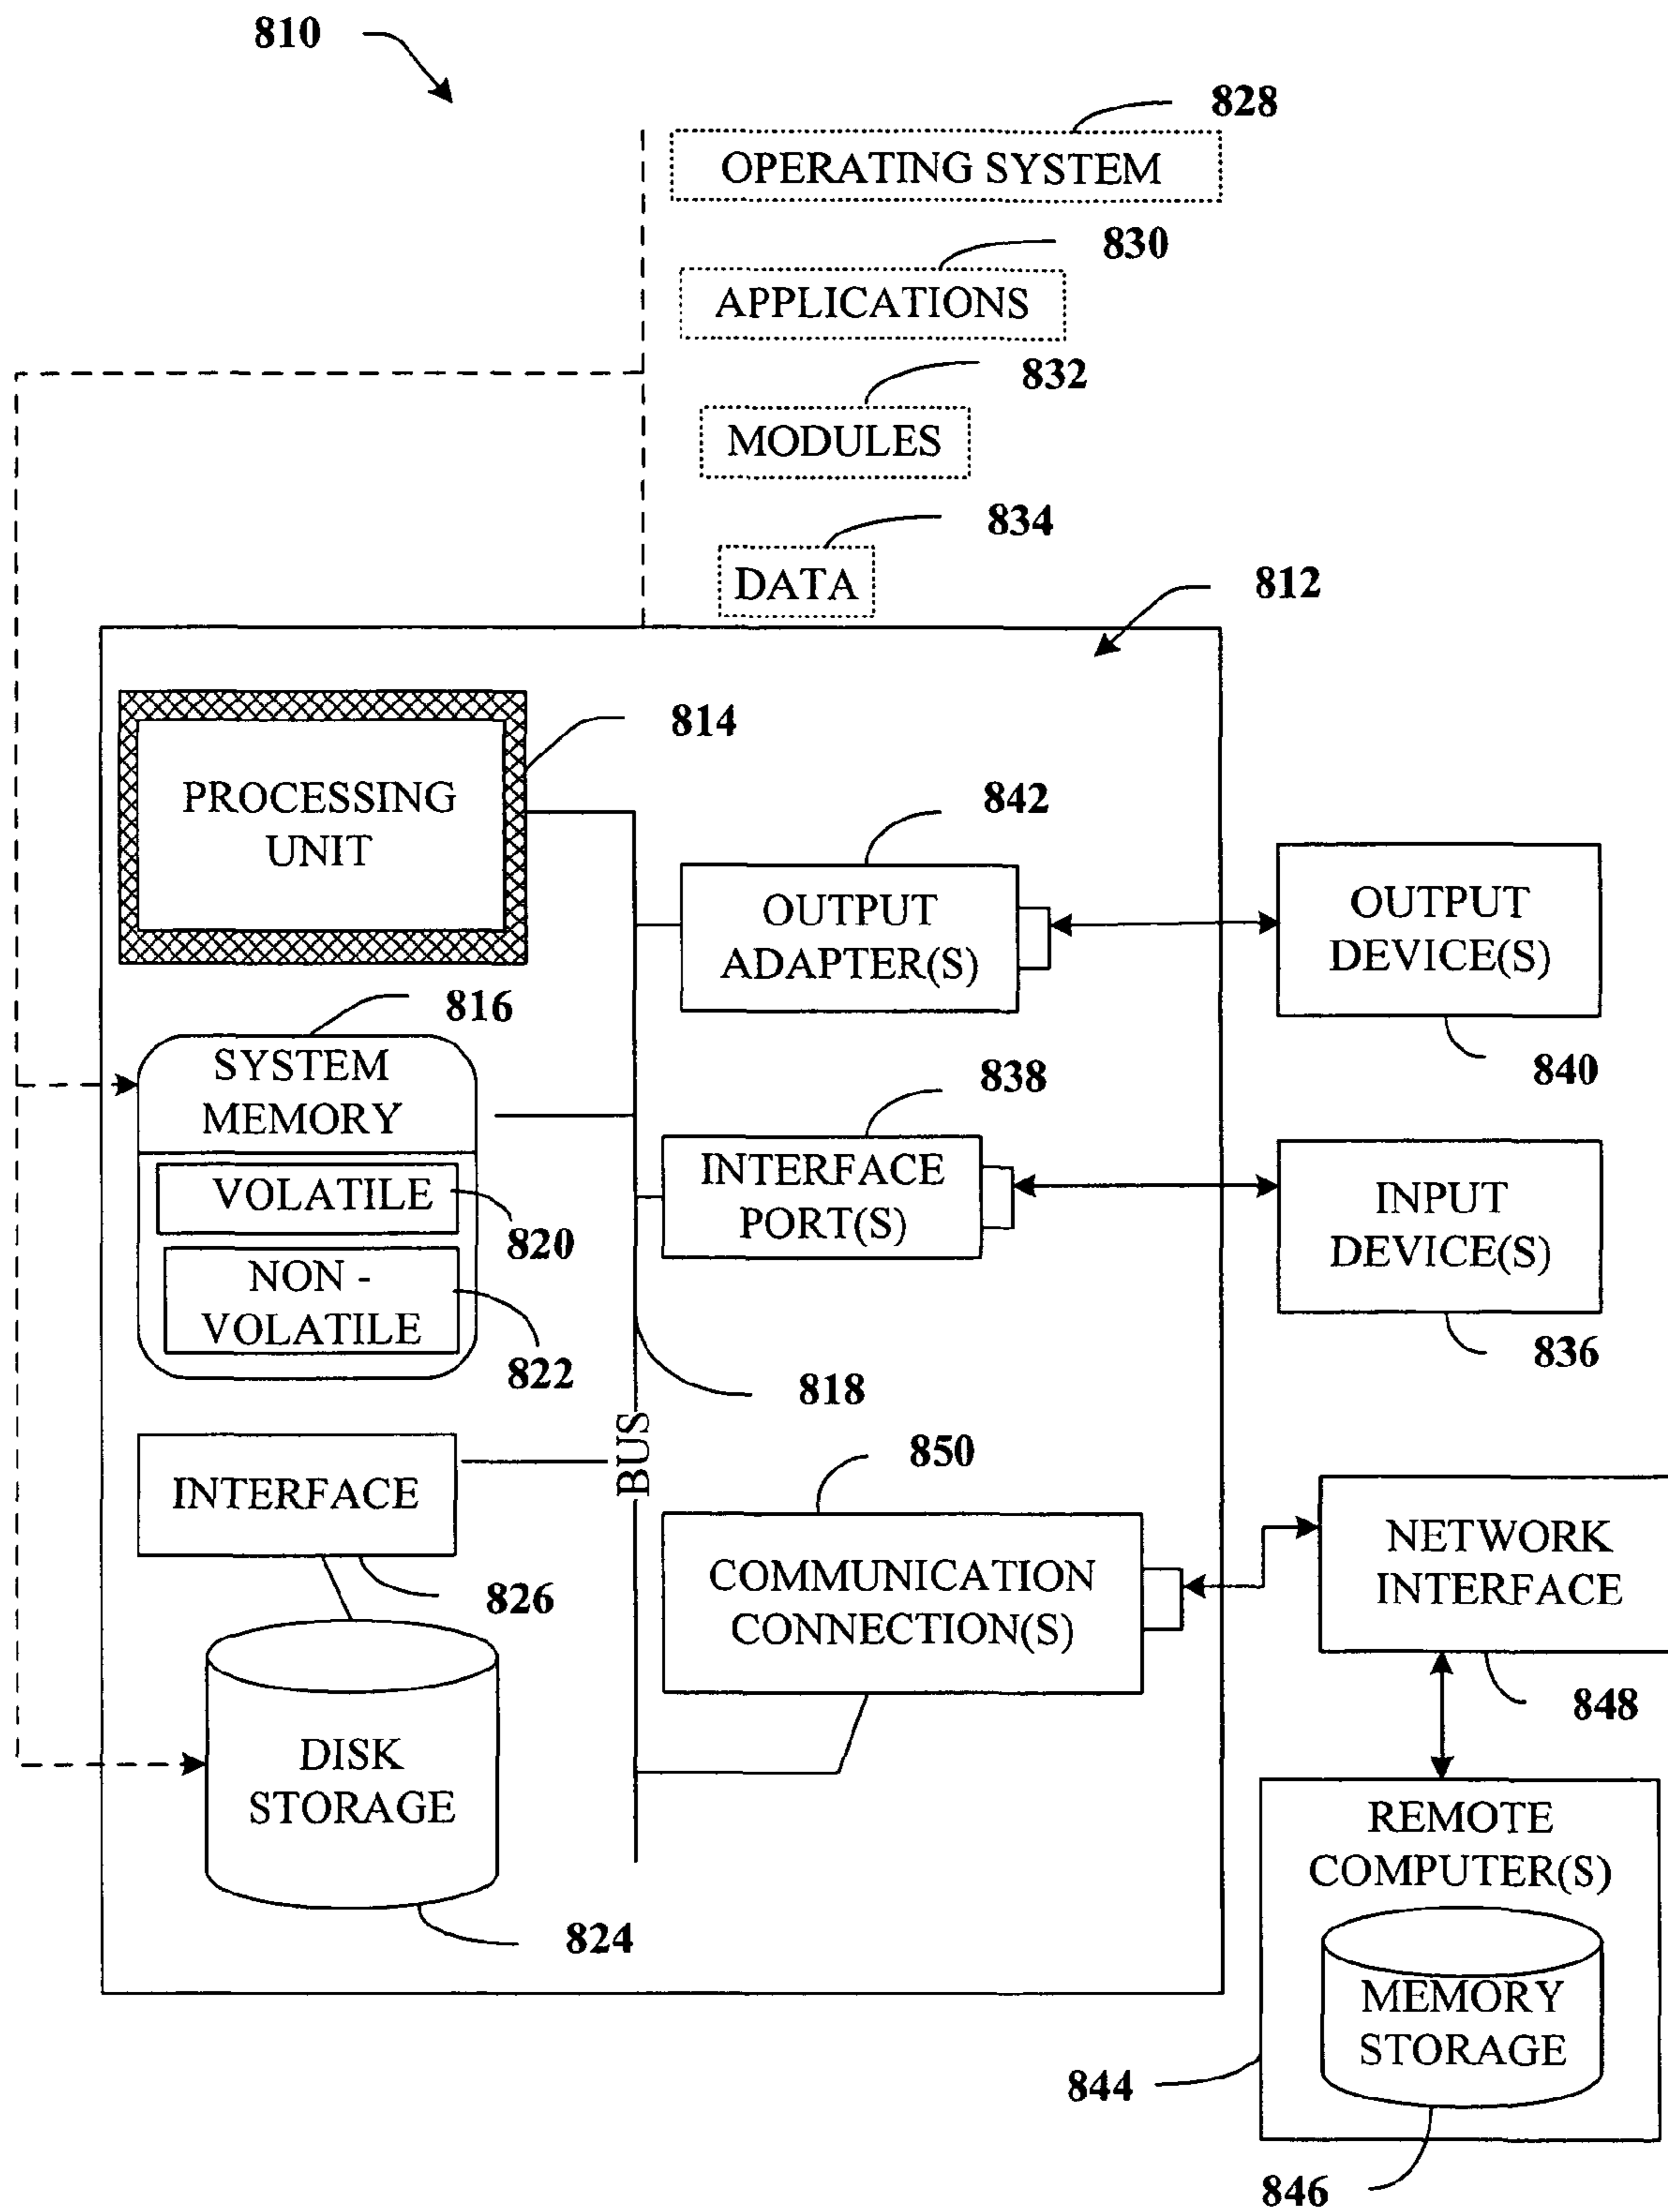 810
828
OPERATING SYSTEM
830
APPLICATIONS
832
MODULES
834
DATA
812
814
PROCESSING
UNIT
842
OUTPUT
ADAPTER(S)
OUTPUT
DEVICE(S)
840
816
SYSTEM
MEMORY
VOLATILE
820
NON -
VOLATILE
822
838
INTERFACE
PORT(S)
INPUT
DEVICE(S)
836
818
BUS
INTERFACE
826
850
COMMUNICATION
CONNECTION(S)
NETWORK
INTERFACE
848
DISK
STORAGE
824
REMOTE
COMPUTER(S)
MEMORY
STORAGE
844
846